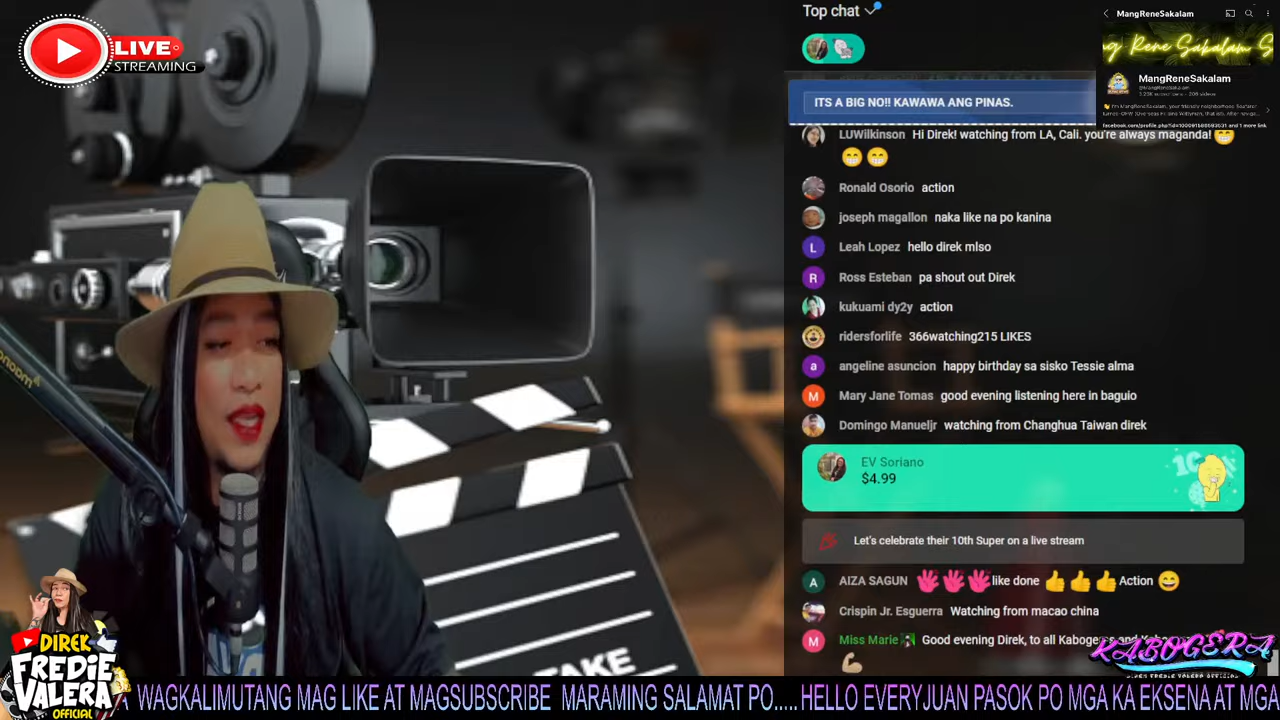 LIVE
STREAMING
Top chat
MangReneSakalam
Mang Rene Sakalam
MangReneSakalam
ITS A BIG NO!! KAWAWA ANG PINAS.
LUWilkinson Hi Direk! watching from LA, Cali. you're always maganda! 😁
😁😁
Ronald Osorio action
joseph magallon naka like na po kanina
L Leah Lopez hello direk mlso
R Ross Esteban pa shout out Direk
kukuami dy2y action
ridersforlife 366watching215 LIKES
a angeline asuncion happy birthday sa sisko Tessie alma
M Mary Jane Tomas good evening listening here in baguio
Domingo Manueljr watching from Changhua Taiwan direk
EV Soriano
$4.99
Let's celebrate their 10th Super on a live stream
A AIZA SAGUN like done 👍👍👍Action 😄
Crispin Jr. Esguerra Watching from macao china
M Miss Marie Good evening Direk, to all
💪
KABOGERA
maono
TAKE
DIREK
FREDIE
VALERA
OFFICIAL
WAGKALIMUTANG MAG LIKE AT MAGSUBSCRIBE MARAMING SALAMAT PO..... HELLO EVERYJUAN PASOK PO MGA KA EKSENA AT MGA